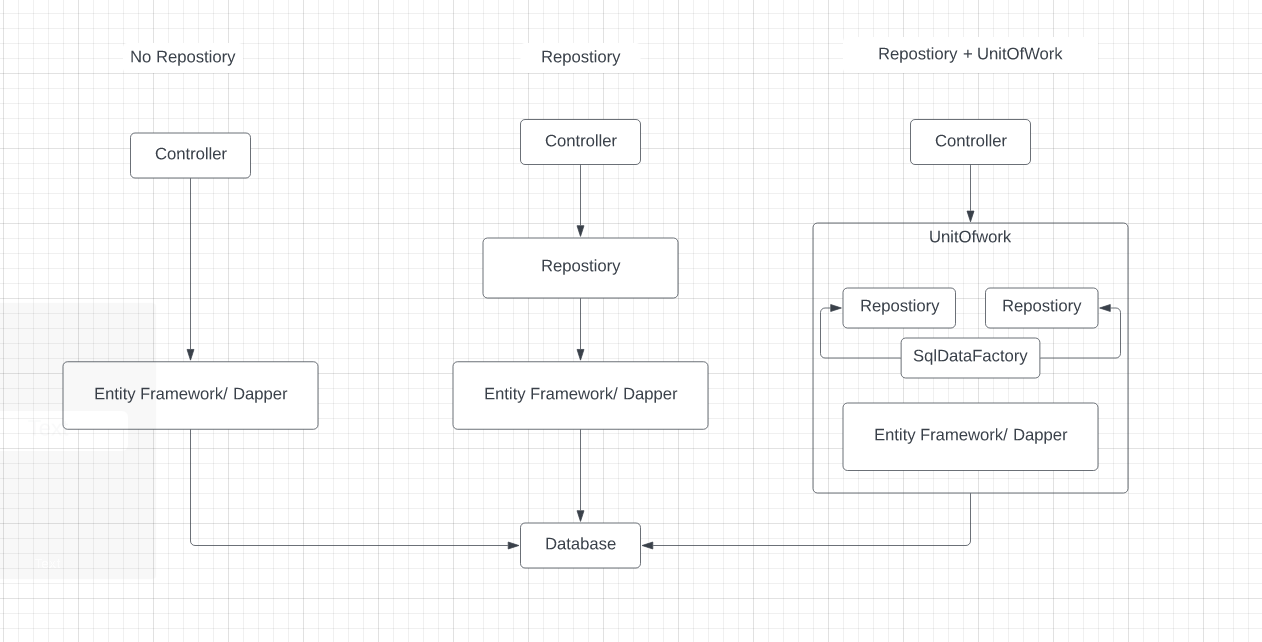 No Repostiory
Repostiory
Repostiory + UnitOfWork
Controller
Controller
Controller
UnitOfwork
Repostiory
Repostiory
Repostiory
SqlDataFactory
Entity Framework/ Dapper
Entity Framework/ Dapper
Entity Framework/ Dapper
Database